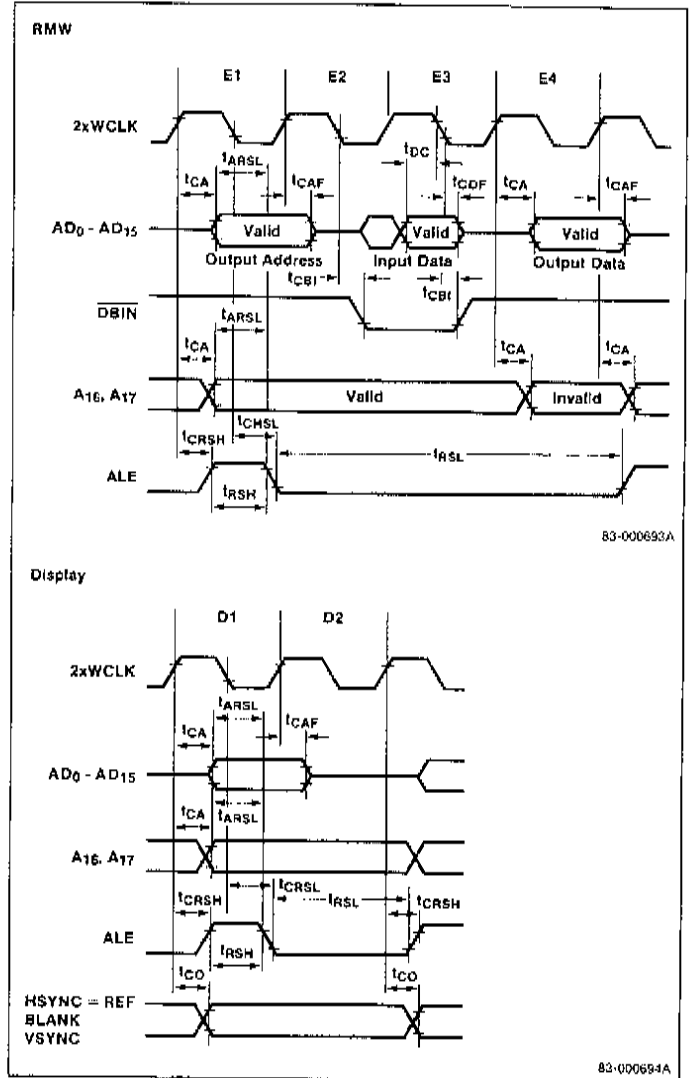 RMW
E1 E2 E3 E4
2xWCLK
tARSL tDC
tCA tCAF tCDF tCA tCAF
AD0 - AD15 Valid Valid Valid
Output Address Input Data Output Data
tCBI tCBI
DBIN
tARSL
tCA tCA tCA
A16, A17 Valid Invalid
tCHSL
tCRSH tRSL
ALE
tRSH
83-000693A
Display
D1 D2
2xWCLK
tARSL
tCA tCAF
AD0 - AD15
tCA tARSL
A16, A17
tCRSL
tCRSH tRSL tCRSH
ALE
tRSH
tCO tCO
HSYNC = REF
BLANK
VSYNC
83-000694A